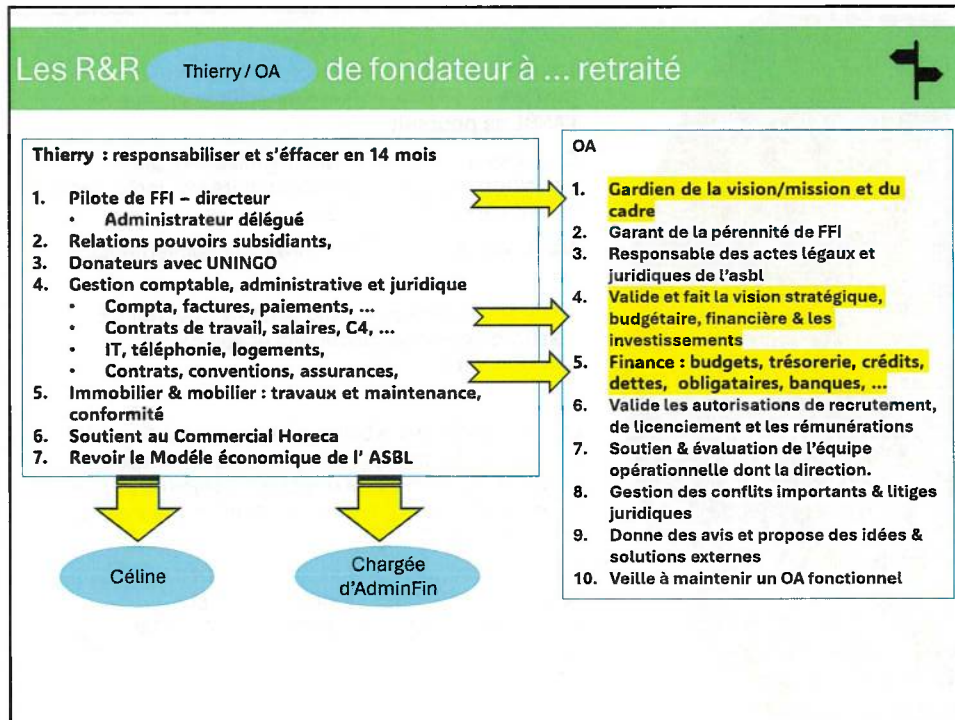 Les R&R Thierry / OA de fondateur à ... retraité
Thierry : responsabiliser et s'éffacer en 14 mois
1. Pilote de FFI – directeur
• Administrateur délégué
2. Relations pouvoirs subsidiants,
3. Donateurs avec UNINGO
4. Gestion comptable, administrative et juridique
• Compta, factures, paiements, ...
• Contrats de travail, salaires, C4, ...
• IT, téléphonie, logements,
• Contrats, conventions, assurances,
5. Immobilier & mobilier : travaux et maintenance,
conformité
6. Soutient au Commercial Horeca
7. Revoir le Modéle économique de l' ASBL
Céline
Chargée
d'AdminFin
OA
1. Gardien de la vision/mission et du
cadre
2. Garant de la pérennité de FFI
3. Responsable des actes légaux et
juridiques de l'asbl
4. Valide et fait la vision stratégique,
budgétaire, financière & les
investissements
5. Finance : budgets, trésorerie, crédits,
dettes, obligataires, banques, ...
6. Valide les autorisations de recrutement,
de licenciement et les rémunérations
7. Soutien & évaluation de l'équipe
opérationnelle dont la direction.
8. Gestion des conflits importants & litiges
juridiques
9. Donne des avis et propose des idées &
solutions externes
10. Veille à maintenir un OA fonctionnel